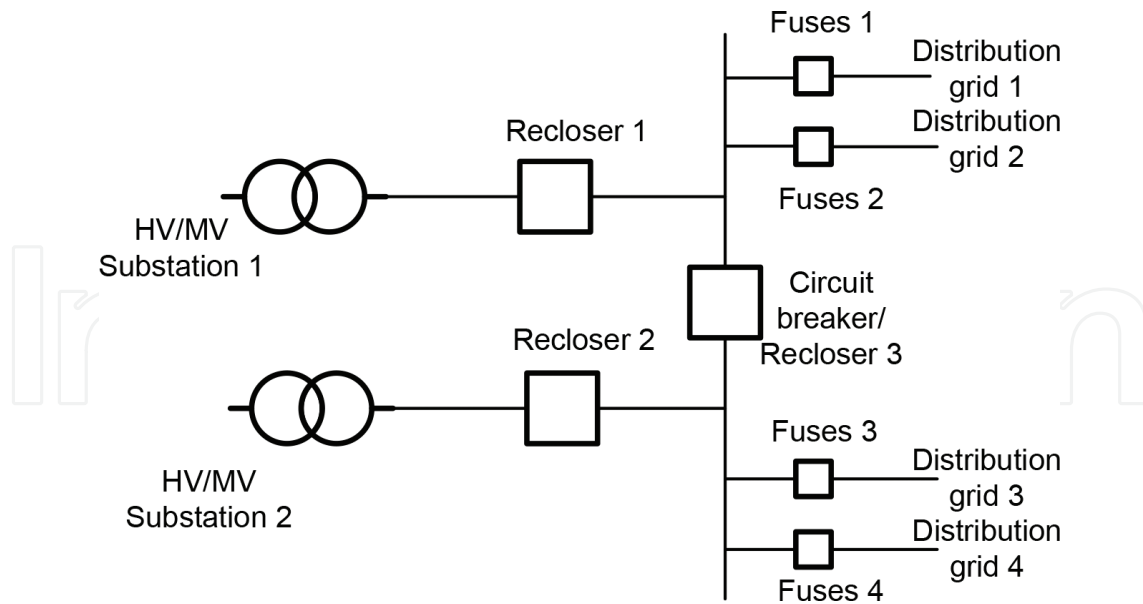 Fuses 1
Distribution
grid 1
Recloser 1
Distribution
grid 2
Fuses 2
HV/MV
Substation 1
Circuit
breaker/
Recloser 3
Recloser 2
Fuses 3
Distribution
grid 3
HV/MV
Substation 2
Distribution
grid 4
Fuses 4